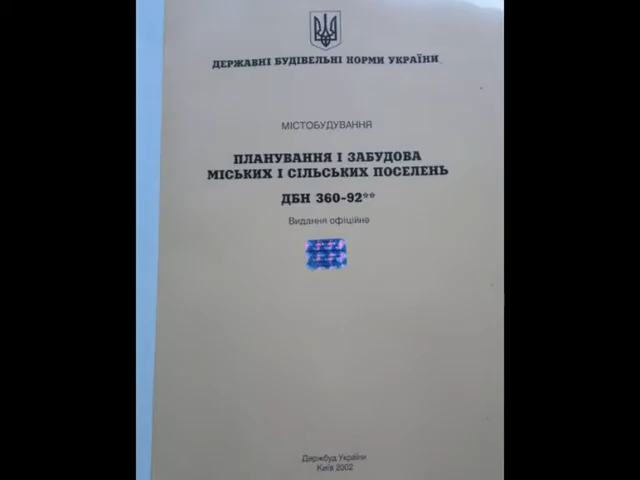 ДЕРЖАВНІ БУДІВЕЛЬНІ НОРМИ УКРАЇНИ
МІСТОБУДУВАННЯ
ПЛАНУВАННЯ І ЗАБУДОВА
МІСЬКИХ І СІЛЬСЬКИХ ПОСЕЛЕНЬ
ДБН 360-92**
Видання офіційне
Держбуд України
Київ 2002